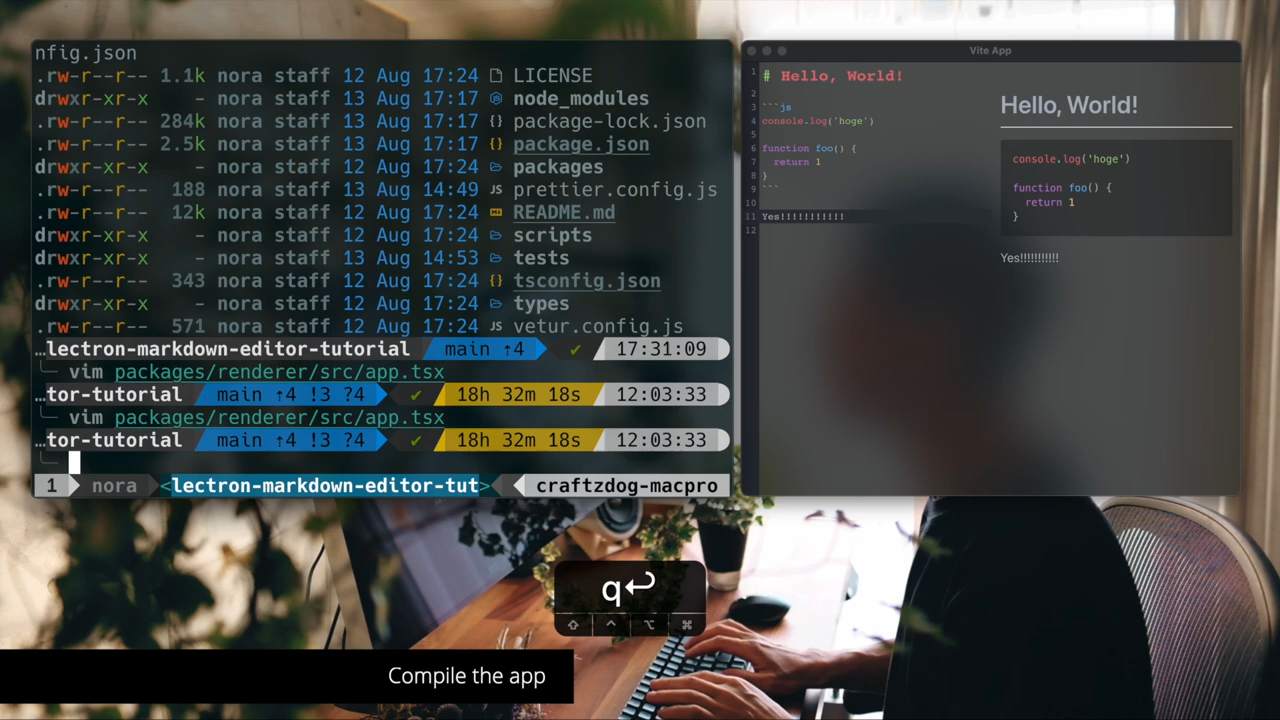 nfig.json
.rw-r--r-- 1.1k nora staff 12 Aug 17:24 LICENSE
drwxr-xr-x - nora staff 13 Aug 17:17 node_modules
.rw-r--r-- 284k nora staff 13 Aug 17:17 {} package-lock.json
.rw-r--r-- 2.5k nora staff 13 Aug 17:17 {} package.json
drwxr-xr-x - nora staff 12 Aug 17:24 packages
.rw-r--r-- 188 nora staff 13 Aug 14:49 JS prettier.config.js
.rw-r--r-- 12k nora staff 12 Aug 17:24 README.md
drwxr-xr-x - nora staff 12 Aug 17:24 scripts
drwxr-xr-x - nora staff 13 Aug 14:53 tests
.rw-r--r-- 343 nora staff 12 Aug 17:24 {} tsconfig.json
drwxr-xr-x - nora staff 12 Aug 17:24 types
.rw-r--r-- 571 nora staff 12 Aug 17:24 JS vetur.config.js
…lectron-markdown-editor-tutorial main ⇡4 ✔ 17:31:09
vim packages/renderer/src/app.tsx
…tor-tutorial main ⇡4 !3 ?4 ✔ 18h 32m 18s 12:03:33
vim packages/renderer/src/app.tsx
…tor-tutorial main ⇡4 !3 ?4 ✔ 18h 32m 18s 12:03:33
1 nora <lectron-markdown-editor-tut> craftzdog-macpro
Vite App
1 # Hello, World!
2
3 ```js
4 console.log('hoge')
5
6 function foo() {
7 return 1
8 }
9 ```
10
11 Yes!!!!!!!!!!!
12
Hello, World!
console.log('hoge')
function foo() {
return 1
}
Yes!!!!!!!!!!!
q↩
⇧ ^ ⌥ ⌘
Compile the app